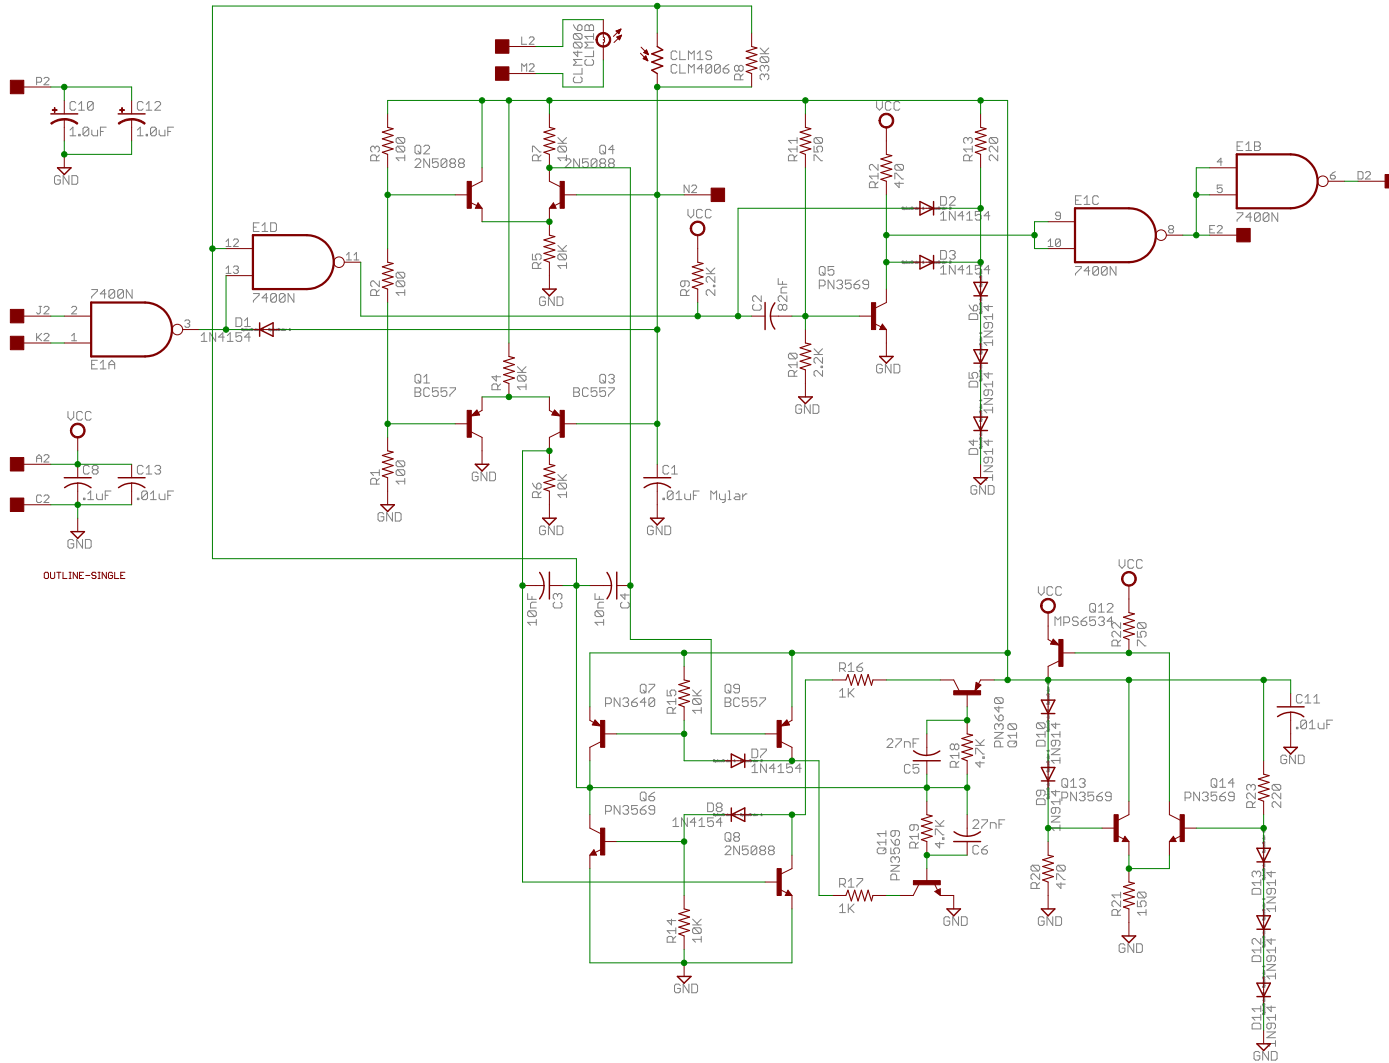 L2
M2
CLM4006
CLM1B
CLM1S
CLM4006
R8
330K
P2
C10
1.0uF
C12
1.0uF
GND
R3
100
Q2
2N5088
R7
10K
Q4
2N5088
R11
750
VCC
R12
470
R13
220
E1B
4
5
6
D2
7400N
N2
VCC
D2
1N4154
E1C
9
10
8
E2
7400N
E1D
12
13
11
7400N
R2
100
R5
10K
GND
R9
2.2K
D3
1N4154
Q5
PN3569
C2
82nF
D6
1N914
7400N
J2
2
K2
1
3
E1A
D1
1N4154
R4
10K
R10
2.2K
GND
GND
D5
1N914
Q1
BC557
Q3
BC557
D4
1N914
GND
VCC
A2
C2
C8
.1uF
C13
.01uF
GND
R1
100
GND
GND
R6
10K
GND
C1
.01uF Mylar
GND
OUTLINE-SINGLE
10nF
C3
10nF
C4
VCC
VCC
Q12
MPS6534
R22
750
Q7
PN3640
R15
10K
Q9
BC557
R16
1K
PN3640
Q10
C11
.01uF
GND
D7
1N4154
27nF
C5
R18
4.7K
D10
1N914
D9
1N914
Q13
PN3569
Q14
PN3569
R23
220
Q6
PN3569
D8
1N4154
Q8
2N5088
Q11
PN3569
R19
4.7K
27nF
C6
R17
1K
GND
R20
470
GND
R21
150
GND
D13
1N914
D12
1N914
D11
1N914
GND
R14
10K
GND